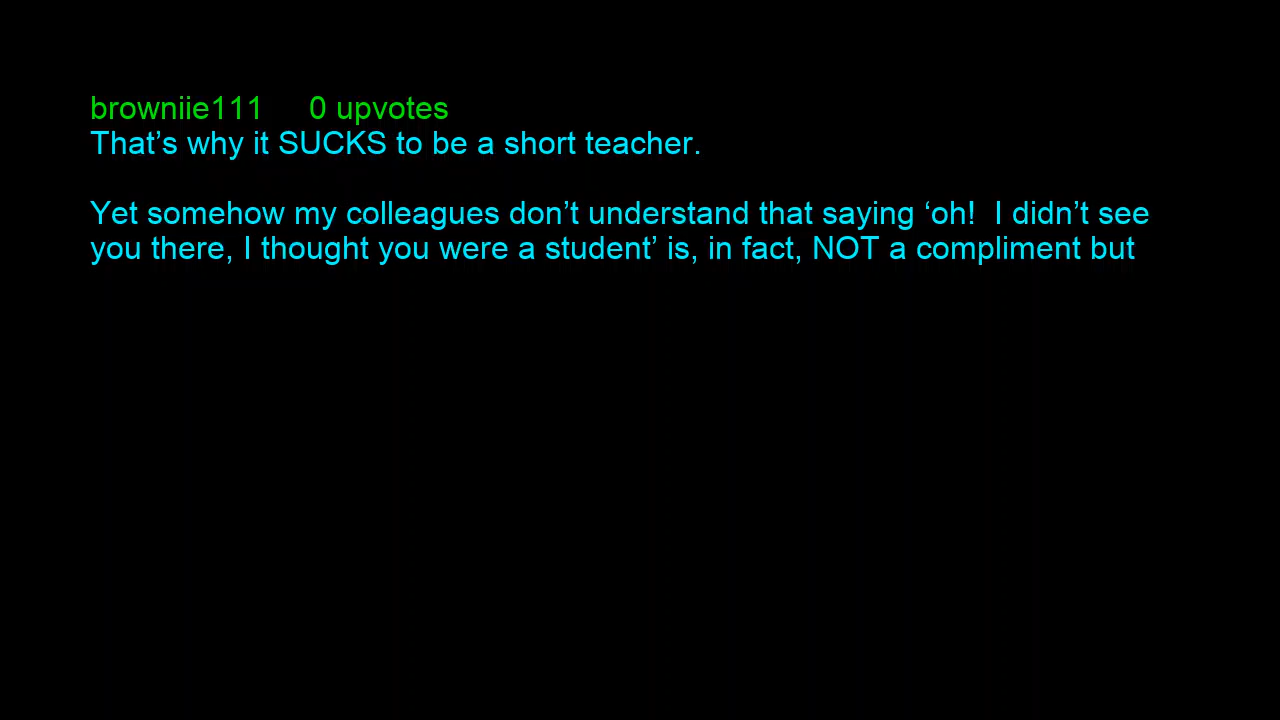 browniie111 0 upvotes
That’s why it SUCKS to be a short teacher.
Yet somehow my colleagues don’t understand that saying ‘oh!  I didn’t see
you there, I thought you were a student’ is, in fact, NOT a compliment but